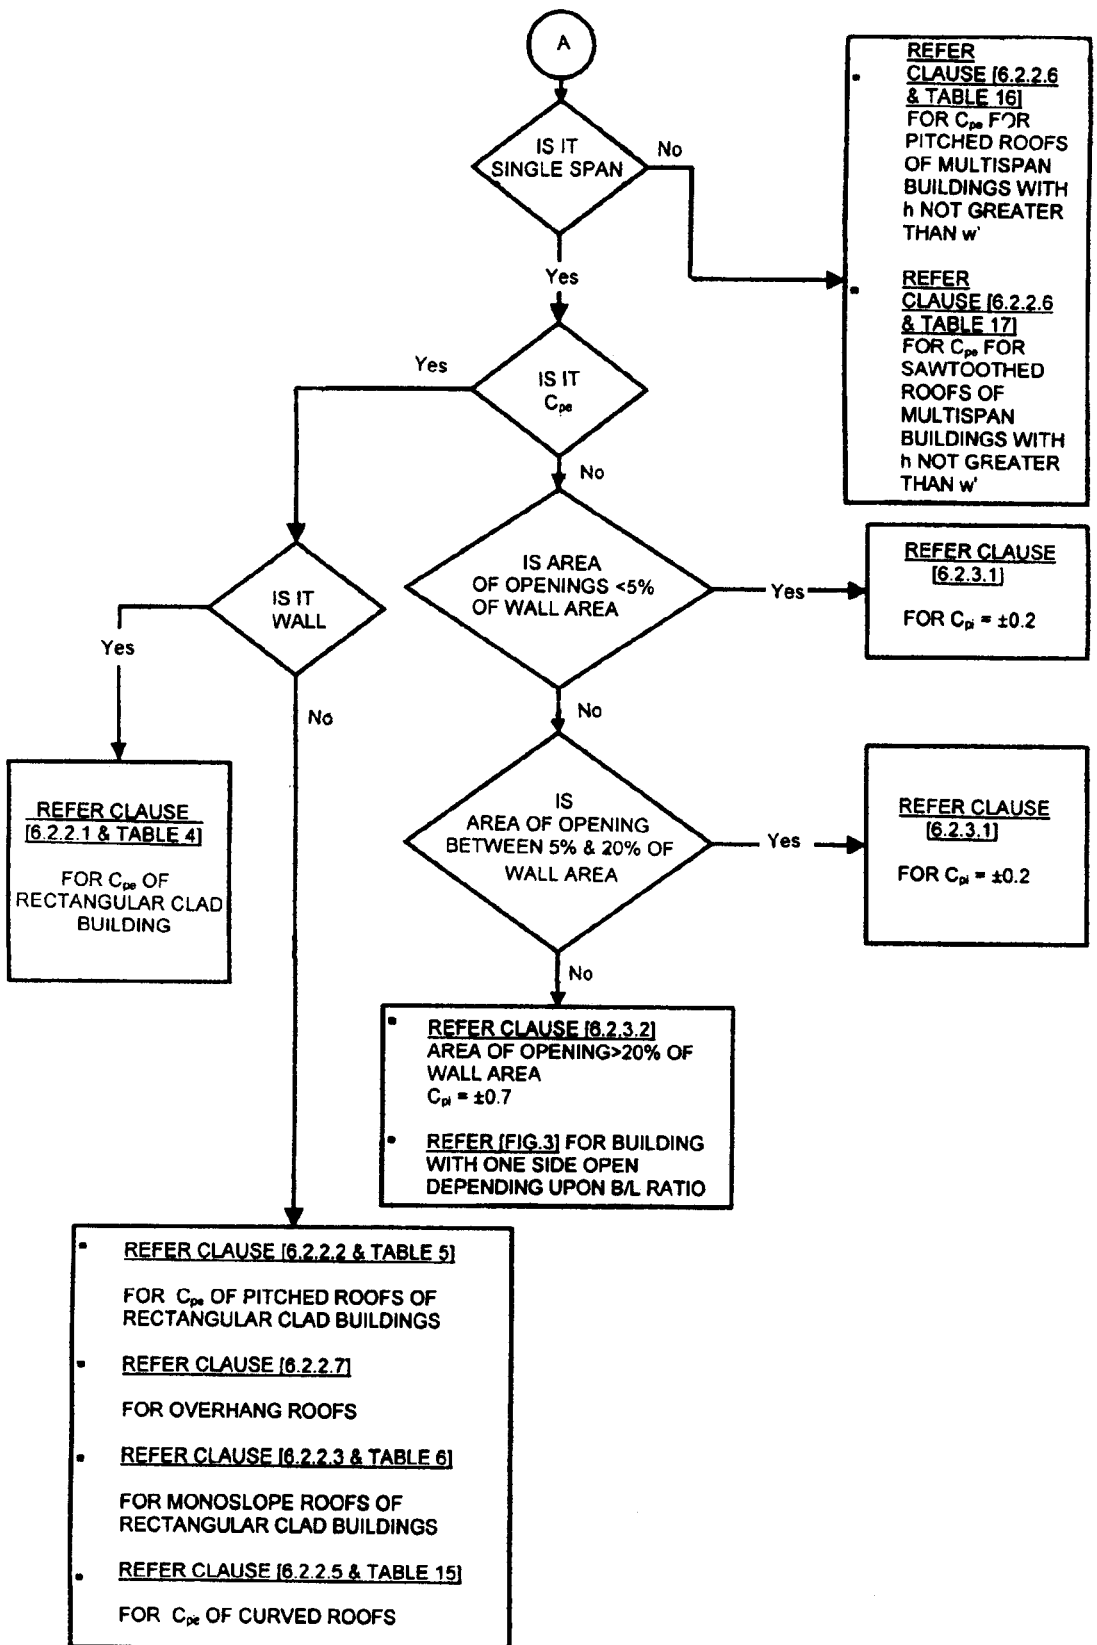 A
IS IT
SINGLE SPAN
No
Yes
REFER
CLAUSE [6.2.2.6
& TABLE 16]
FOR Cpe FOR
PITCHED ROOFS
OF MULTISPAN
BUILDINGS WITH
h NOT GREATER
THAN w'
REFER
CLAUSE [6.2.2.6
& TABLE 17]
FOR Cpe FOR
SAWTOOTHED
ROOFS OF
MULTISPAN
BUILDINGS WITH
h NOT GREATER
THAN w'
IS IT
Cpe
Yes
No
IS AREA
OF OPENINGS <5%
OF WALL AREA
Yes
REFER CLAUSE
[6.2.3.1]
FOR Cpi = ±0.2
No
IS IT
WALL
Yes
No
REFER CLAUSE
[6.2.2.1 & TABLE 4]
FOR Cpe OF
RECTANGULAR CLAD
BUILDING
IS
AREA OF OPENING
BETWEEN 5% & 20% OF
WALL AREA
Yes
REFER CLAUSE
[6.2.3.1]
FOR Cpi = ±0.2
No
REFER CLAUSE [6.2.3.2]
AREA OF OPENING>20% OF
WALL AREA
Cpi = ±0.7
REFER [FIG.3] FOR BUILDING
WITH ONE SIDE OPEN
DEPENDING UPON B/L RATIO
REFER CLAUSE [6.2.2.2 & TABLE 5]
FOR Cpe OF PITCHED ROOFS OF
RECTANGULAR CLAD BUILDINGS
REFER CLAUSE [6.2.2.7]
FOR OVERHANG ROOFS
REFER CLAUSE [6.2.2.3 & TABLE 6]
FOR MONOSLOPE ROOFS OF
RECTANGULAR CLAD BUILDINGS
REFER CLAUSE [6.2.2.5 & TABLE 15]
FOR Cpe OF CURVED ROOFS